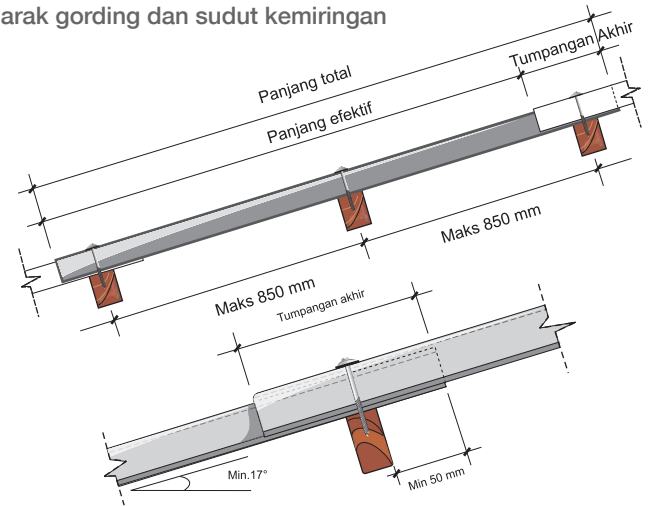 arak gording dan sudut kemiringan
Tumpangan Akhir
Panjang total
Panjang efektif
Maks 850 mm
Maks 850 mm
Tumpangan akhir
Min.17°
Min 50 mm